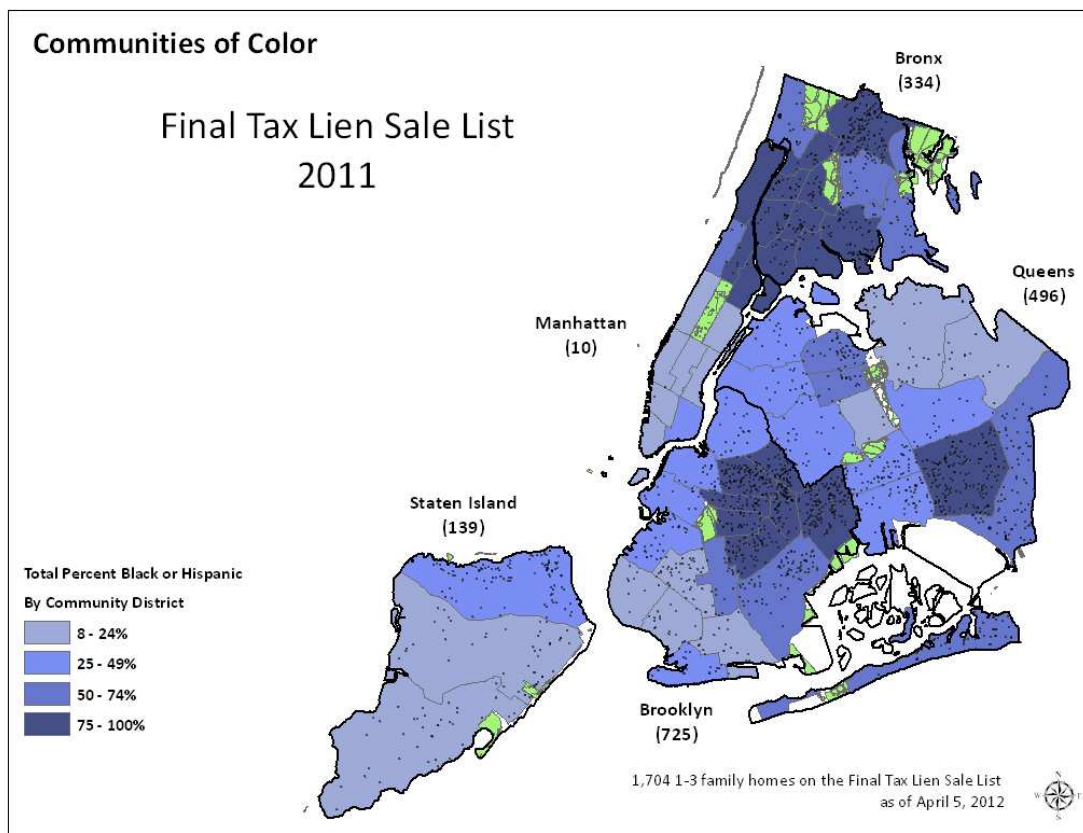 Communities of Color
Final Tax Lien Sale List
2011
Bronx
(334)
Queens
(496)
Manhattan
(10)
Staten Island
(139)
Total Percent Black or Hispanic
By Community District
8 - 24%
25 - 49%
50 - 74%
75 - 100%
Brooklyn
(725)
1,704 1-3 family homes on the Final Tax Lien Sale List
as of April 5, 2012
N
W E
S